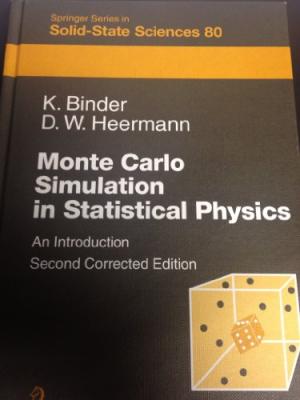 Springer Series in
Solid-State Sciences 80
K. Binder
D. W. Heermann
Monte Carlo
Simulation
in Statistical Physics
An Introduction
Second Corrected Edition